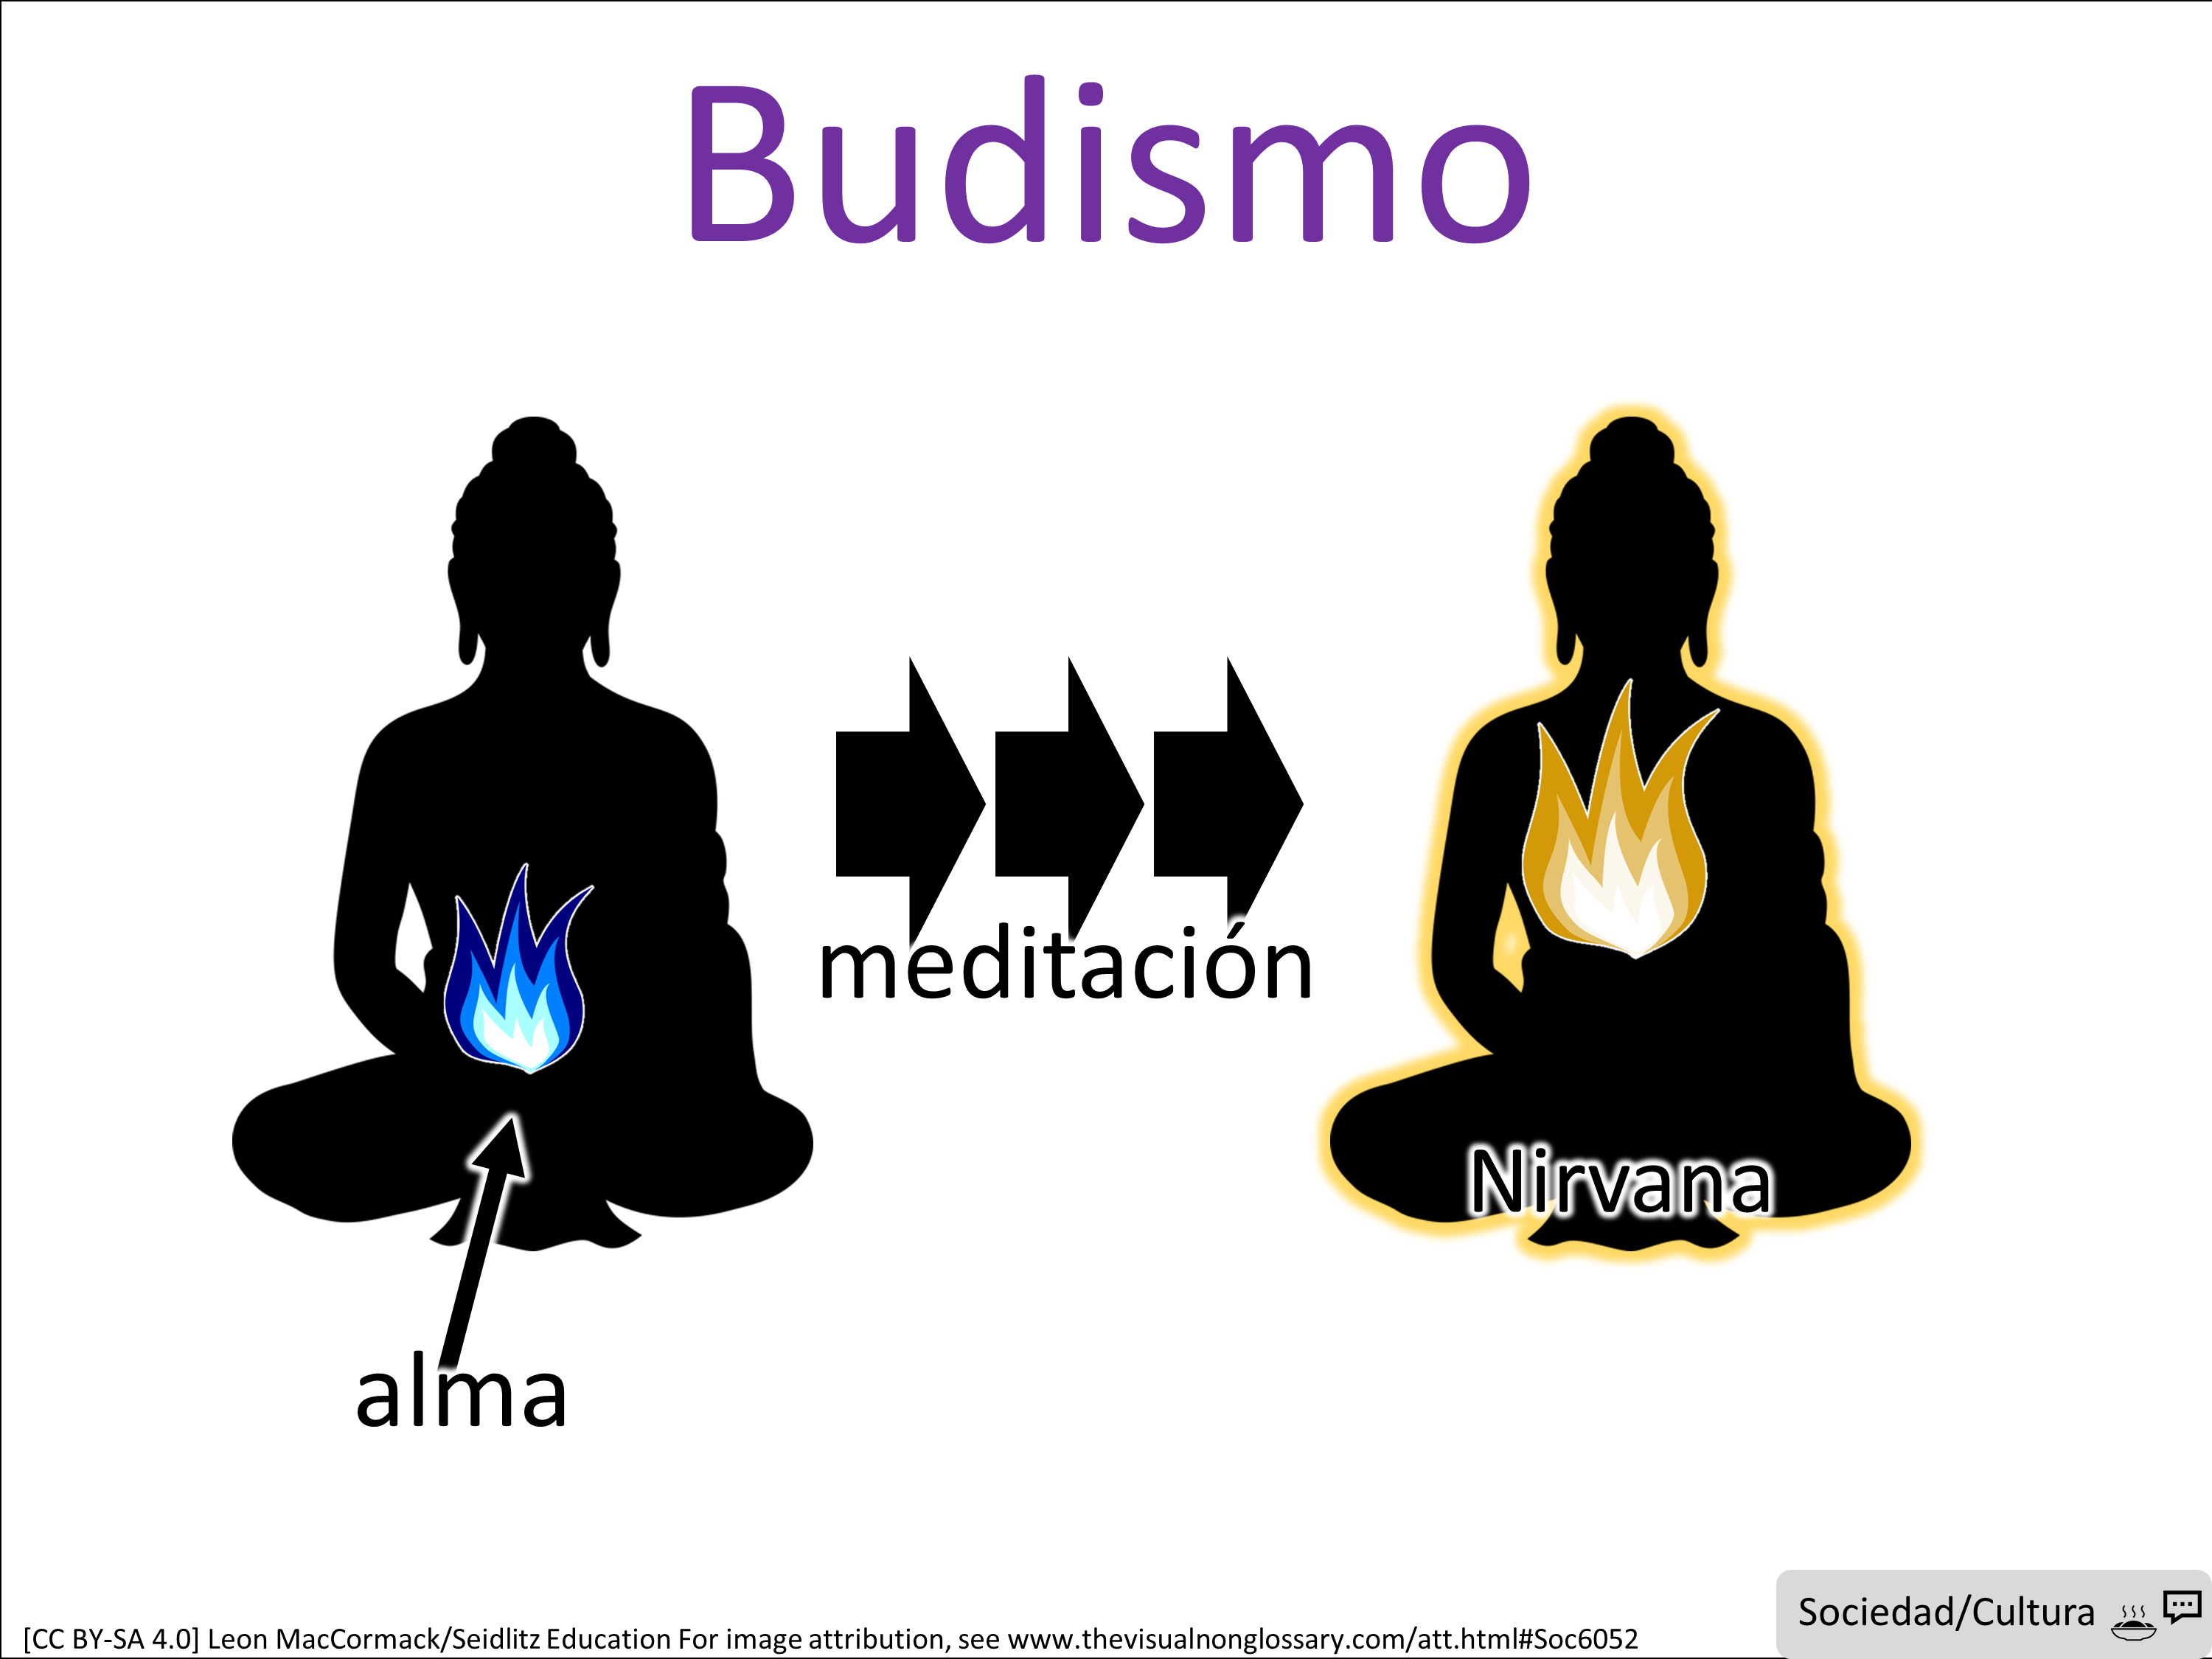 Budismo
meditación
Nirvana
alma
Sociedad/Cultura
[CC BY-SA 4.0] Leon MacCormack/Seidlitz Education For image attribution, see www.thevisualnonglossary.com/att.html#Soc6052